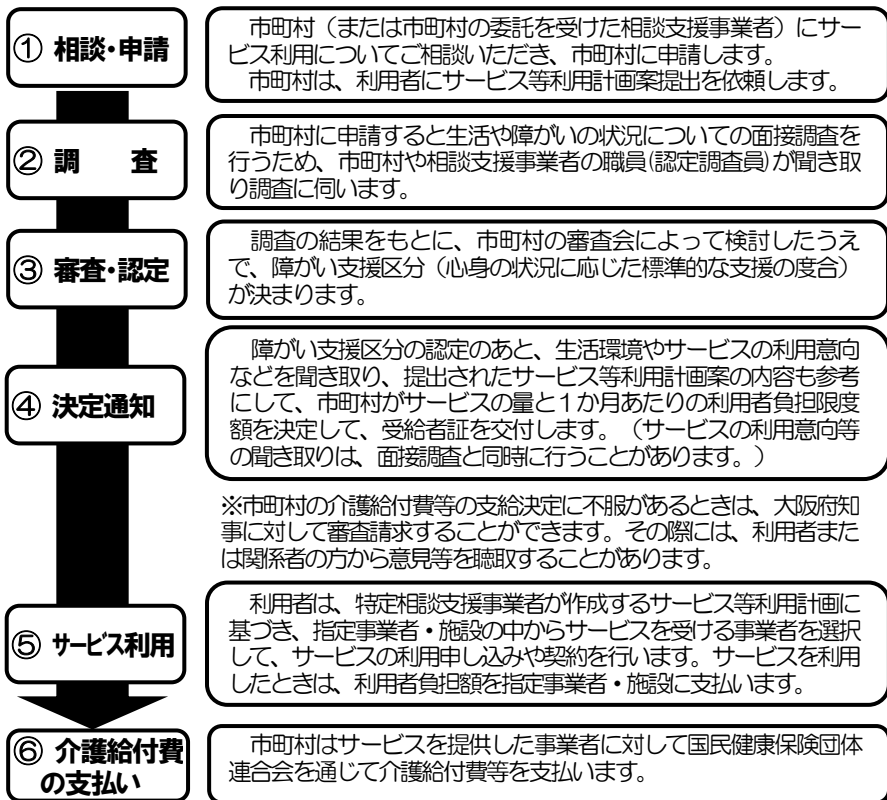 ① 相談・申請
　市町村（または市町村の委託を受けた相談支援事業者）にサー
ビス利用についてご相談いただき、市町村に申請します。
　市町村は、利用者にサービス等利用計画案提出を依頼します。
② 調　　査
　市町村に申請すると生活や障がいの状況についての面接調査を
行うため、市町村や相談支援事業者の職員(認定調査員)が聞き取
り調査に伺います。
③ 審査・認定
　調査の結果をもとに、市町村の審査会によって検討したうえ
で、障がい支援区分（心身の状況に応じた標準的な支援の度合）
が決まります。
④ 決定通知
　障がい支援区分の認定のあと、生活環境やサービスの利用意向
などを聞き取り、提出されたサービス等利用計画案の内容も参考
にして、市町村がサービスの量と１か月あたりの利用者負担限度
額を決定して、受給者証を交付します。（サービスの利用意向等
の聞き取りは、面接調査と同時に行うことがあります。）
※市町村の介護給付費等の支給決定に不服があるときは、大阪府知
事に対して審査請求することができます。その際には、利用者また
は関係者の方から意見等を聴取することがあります。
⑤ サービス利用
　利用者は、特定相談支援事業者が作成するサービス等利用計画に
基づき、指定事業者・施設の中からサービスを受ける事業者を選択
して、サービスの利用申し込みや契約を行います。サービスを利用
したときは、利用者負担額を指定事業者・施設に支払います。
⑥ 介護給付費
の支払い
　市町村はサービスを提供した事業者に対して国民健康保険団体
連合会を通じて介護給付費等を支払います。